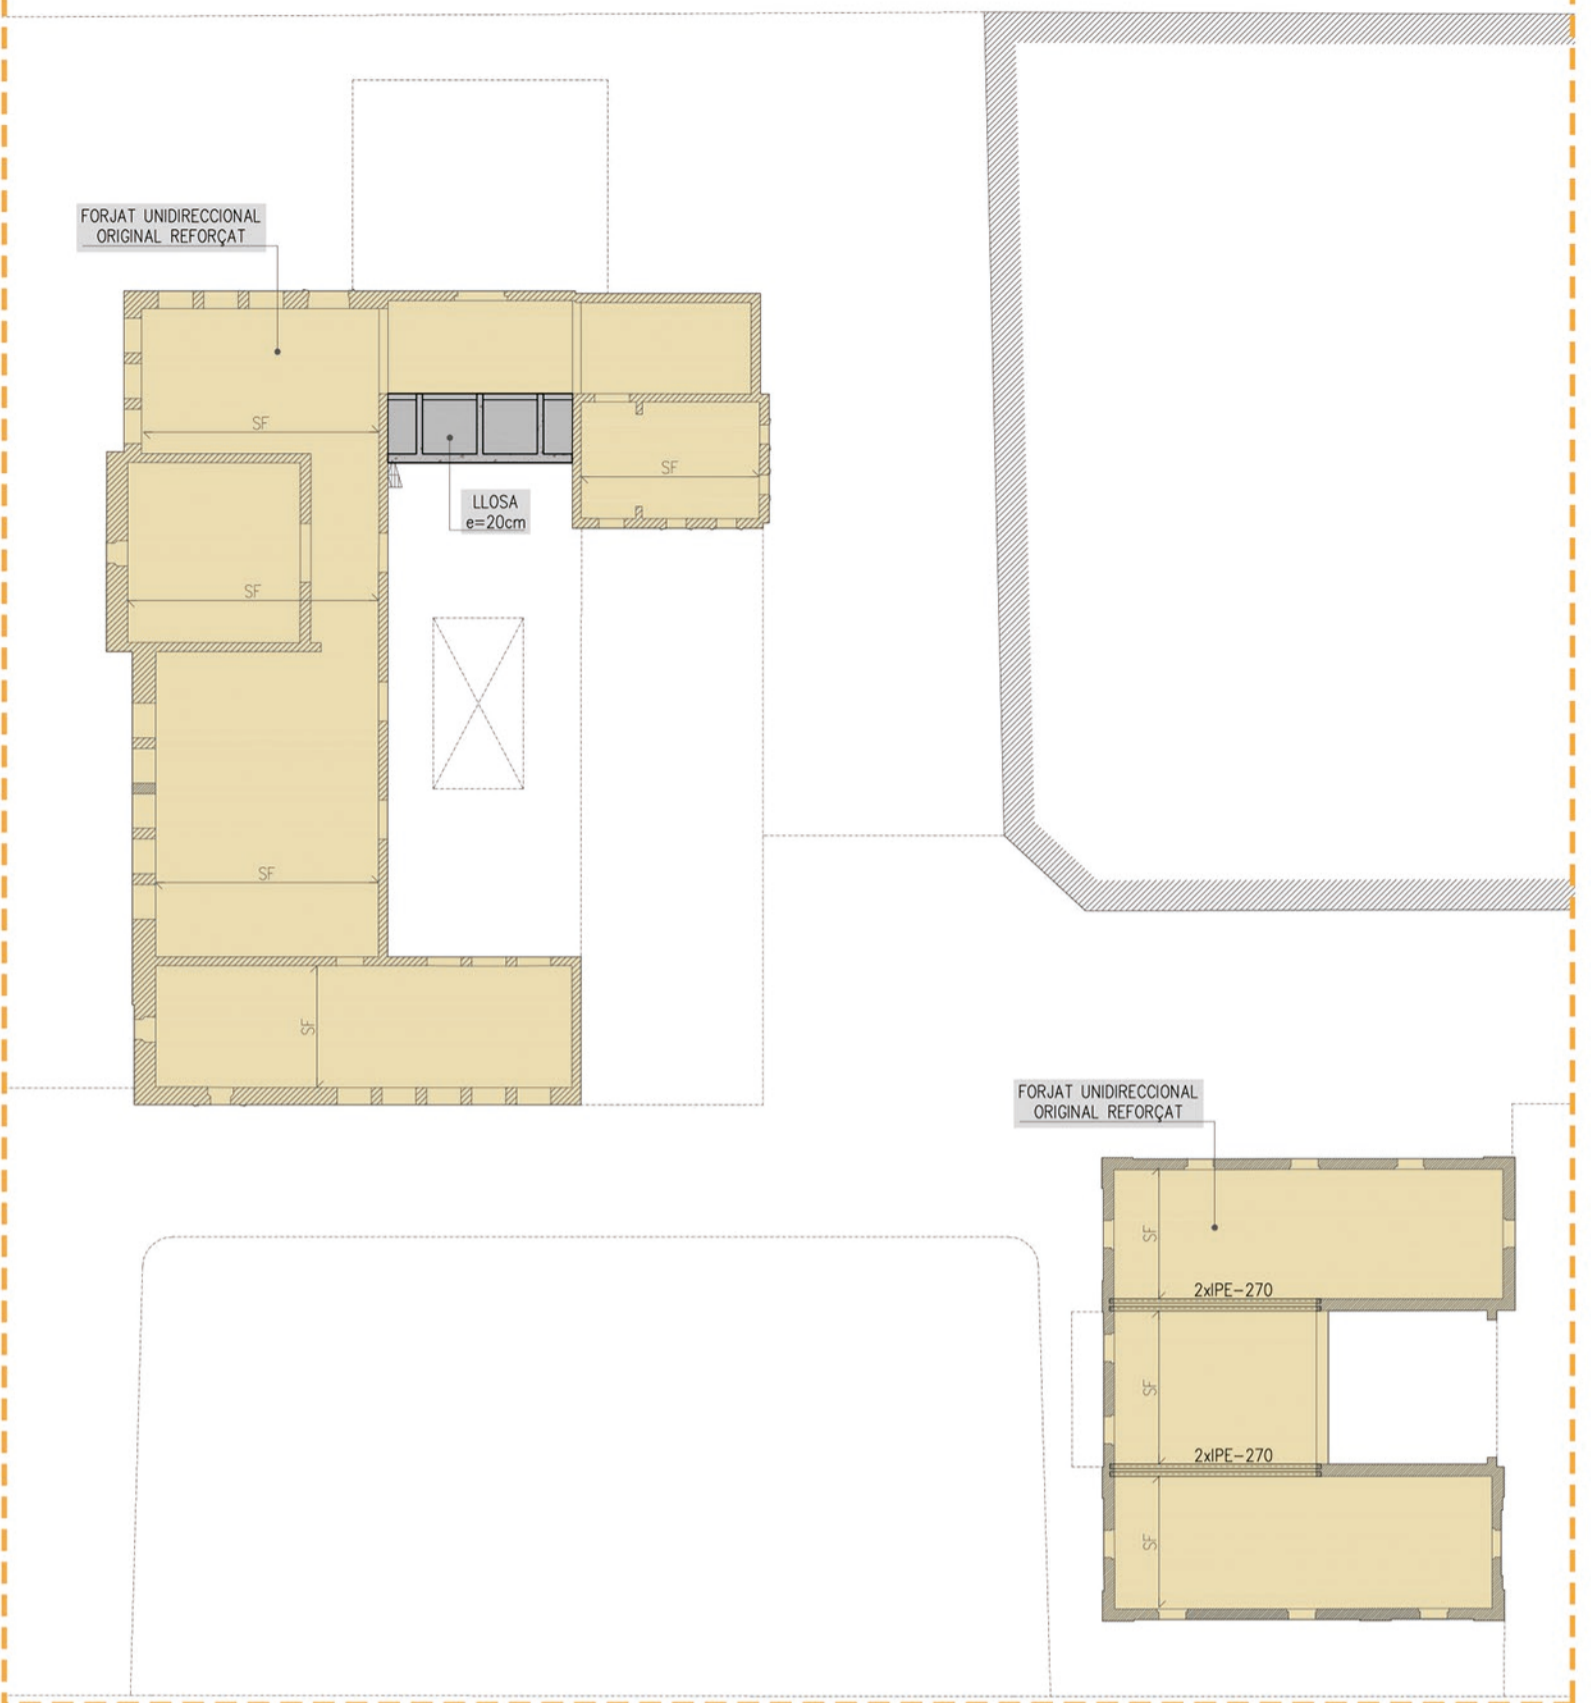 FORJAT UNIDIRECCIONAL
ORIGINAL REFORÇAT
SF
SF
LLOSA
e=20cm
SF
SF
SF
FORJAT UNIDIRECCIONAL
ORIGINAL REFORÇAT
SF
2xIPE-270
SF
2xIPE-270
SF